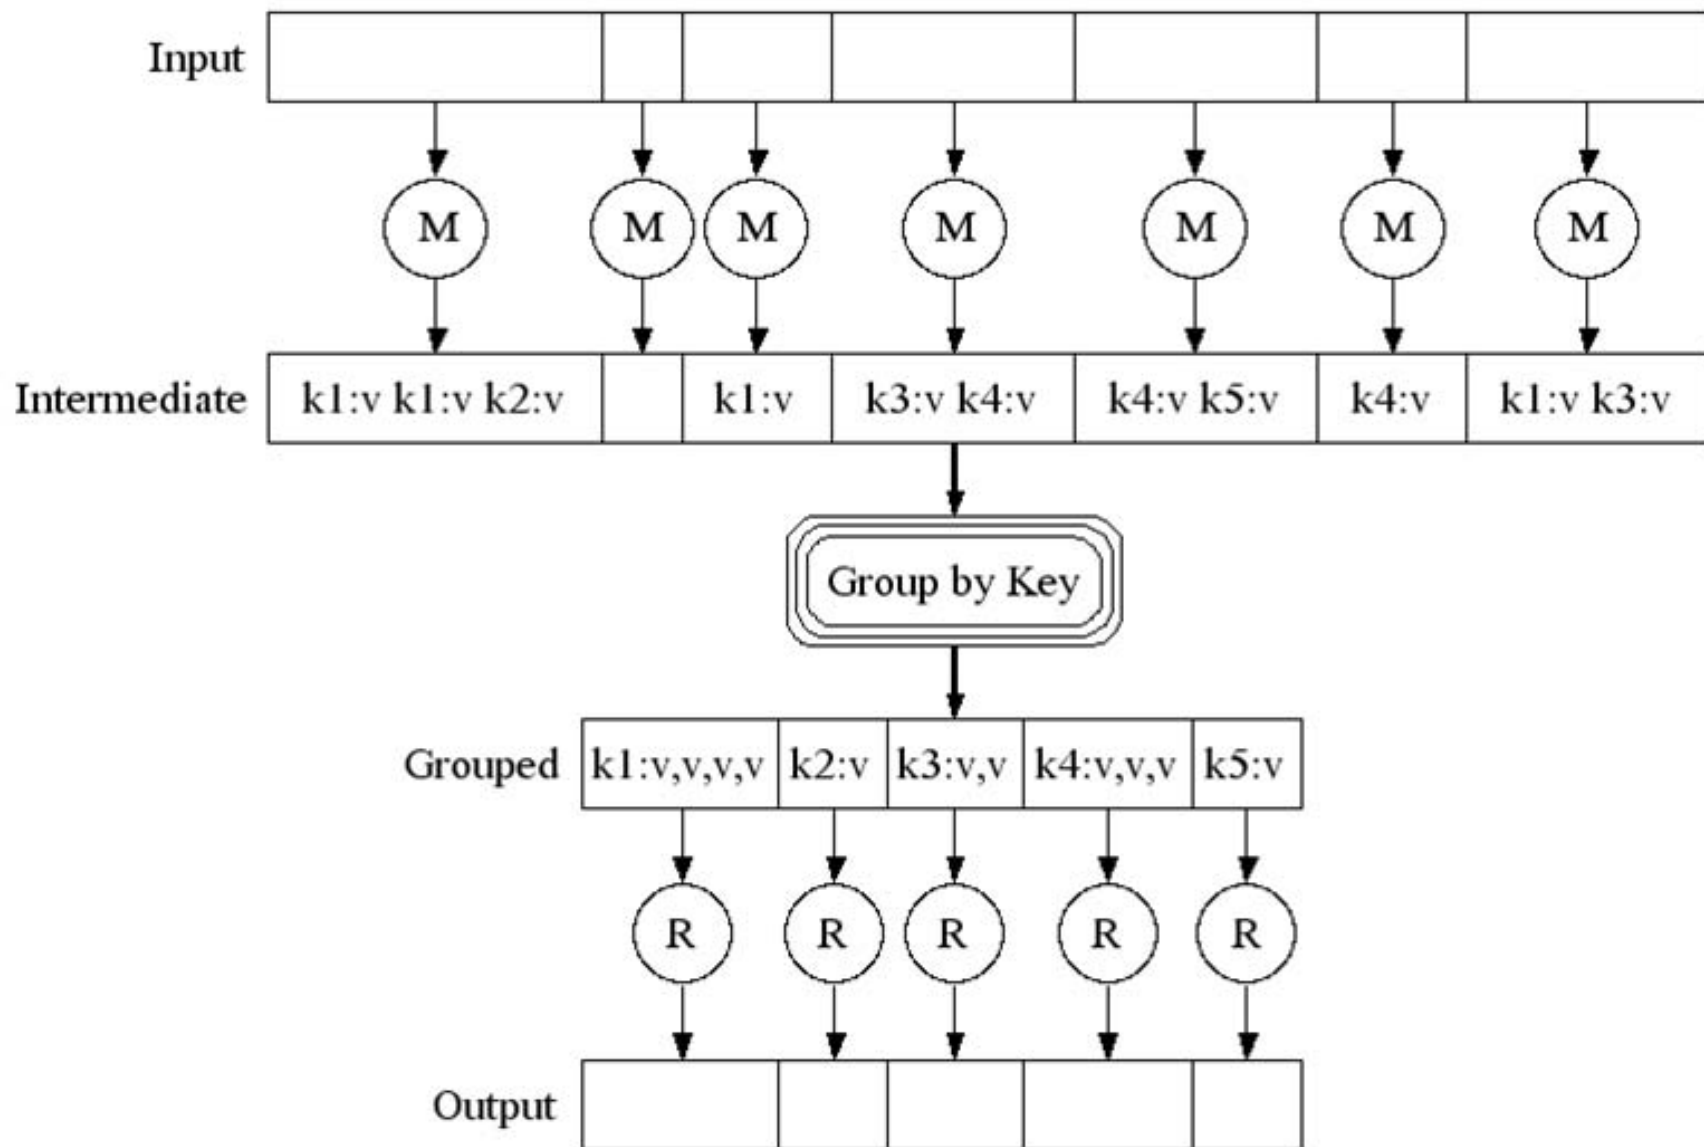 Input
M M M M M M M
Intermediate k1:v k1:v k2:v k1:v k3:v k4:v k4:v k5:v k4:v k1:v k3:v
Group by Key
Grouped k1:v,v,v,v k2:v k3:v,v k4:v,v,v k5:v
R R R R R
Output